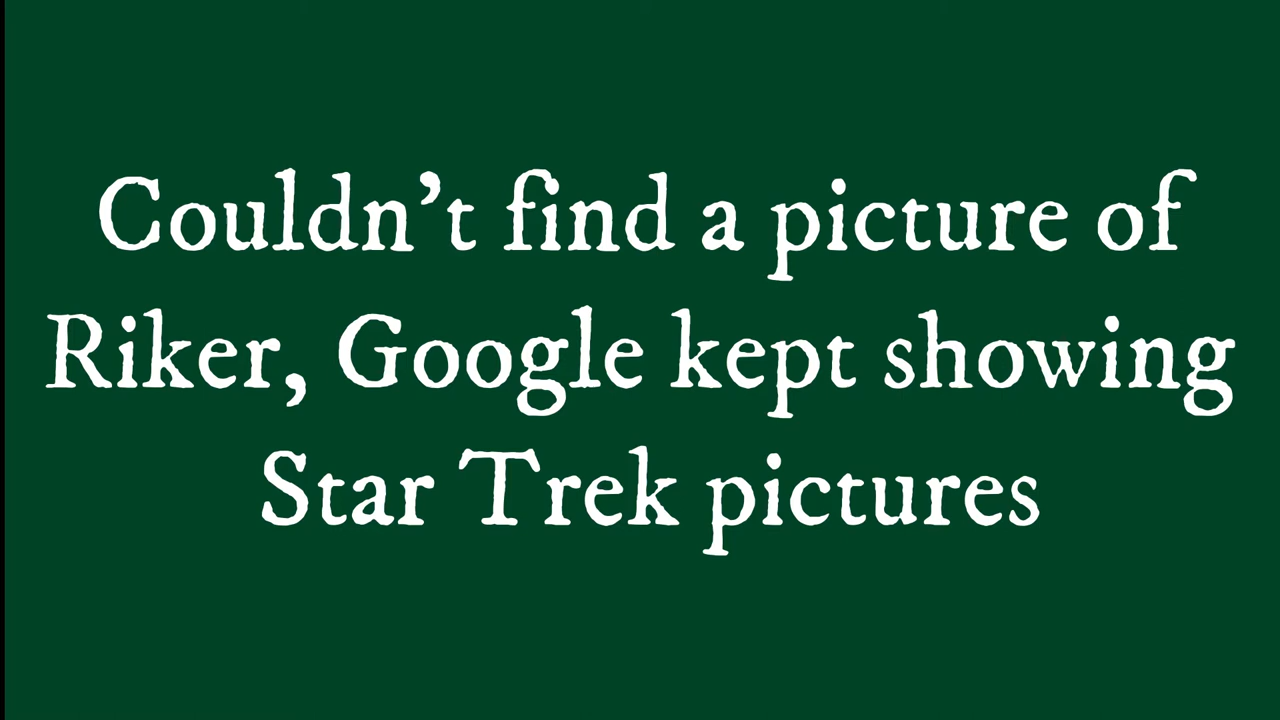 Couldn’t find a picture of
Riker, Google kept showing
Star Trek pictures